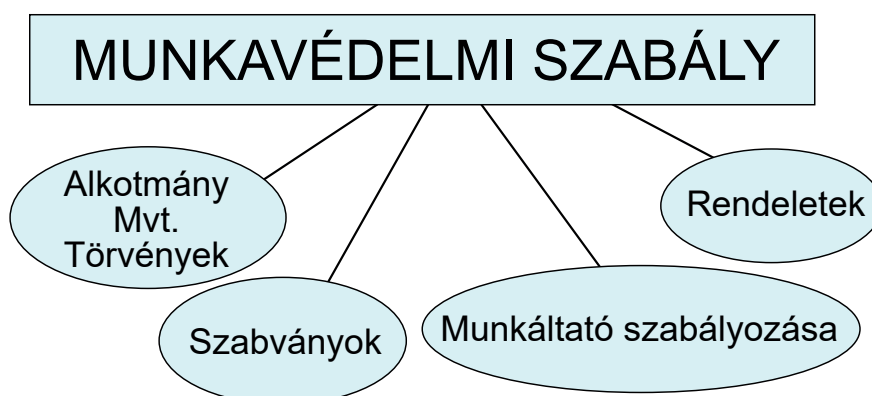 MUNKAVÉDELMI SZABÁLY
Alkotmány
Mvt.
Törvények
Szabványok
Munkáltató szabályozása
Rendeletek